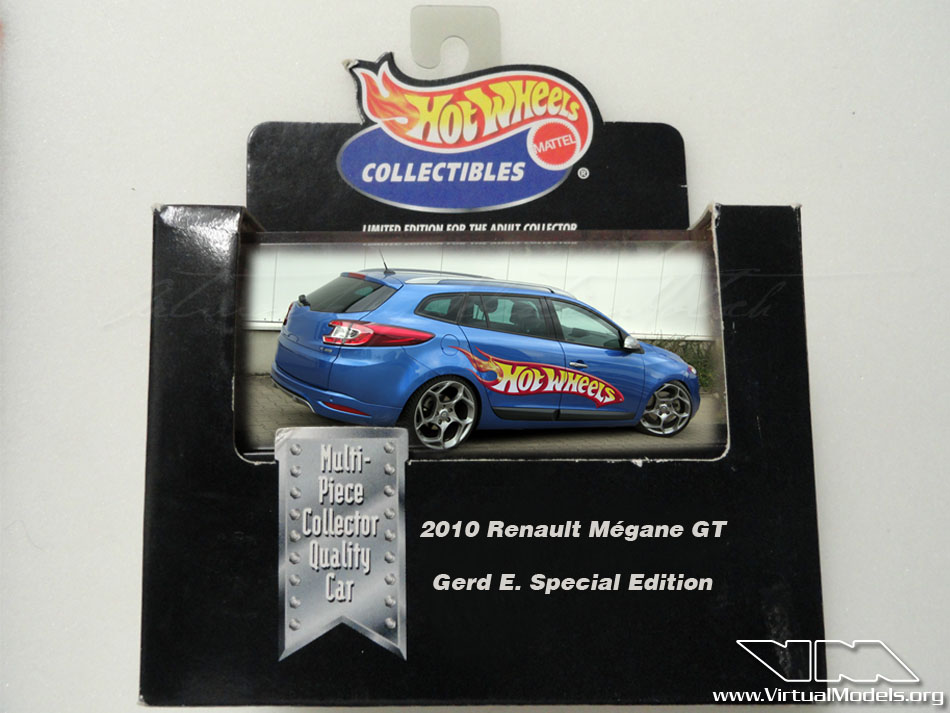 HOT WHEELS
MATTEL
COLLECTIBLES ®
LIMITED EDITION FOR THE ADULT COLLECTOR
HOT WHEELS
Multi-
Piece
Collector
Quality
Car
2010 Renault Mégane GT
Gerd E. Special Edition
VM
www.VirtualModels.org